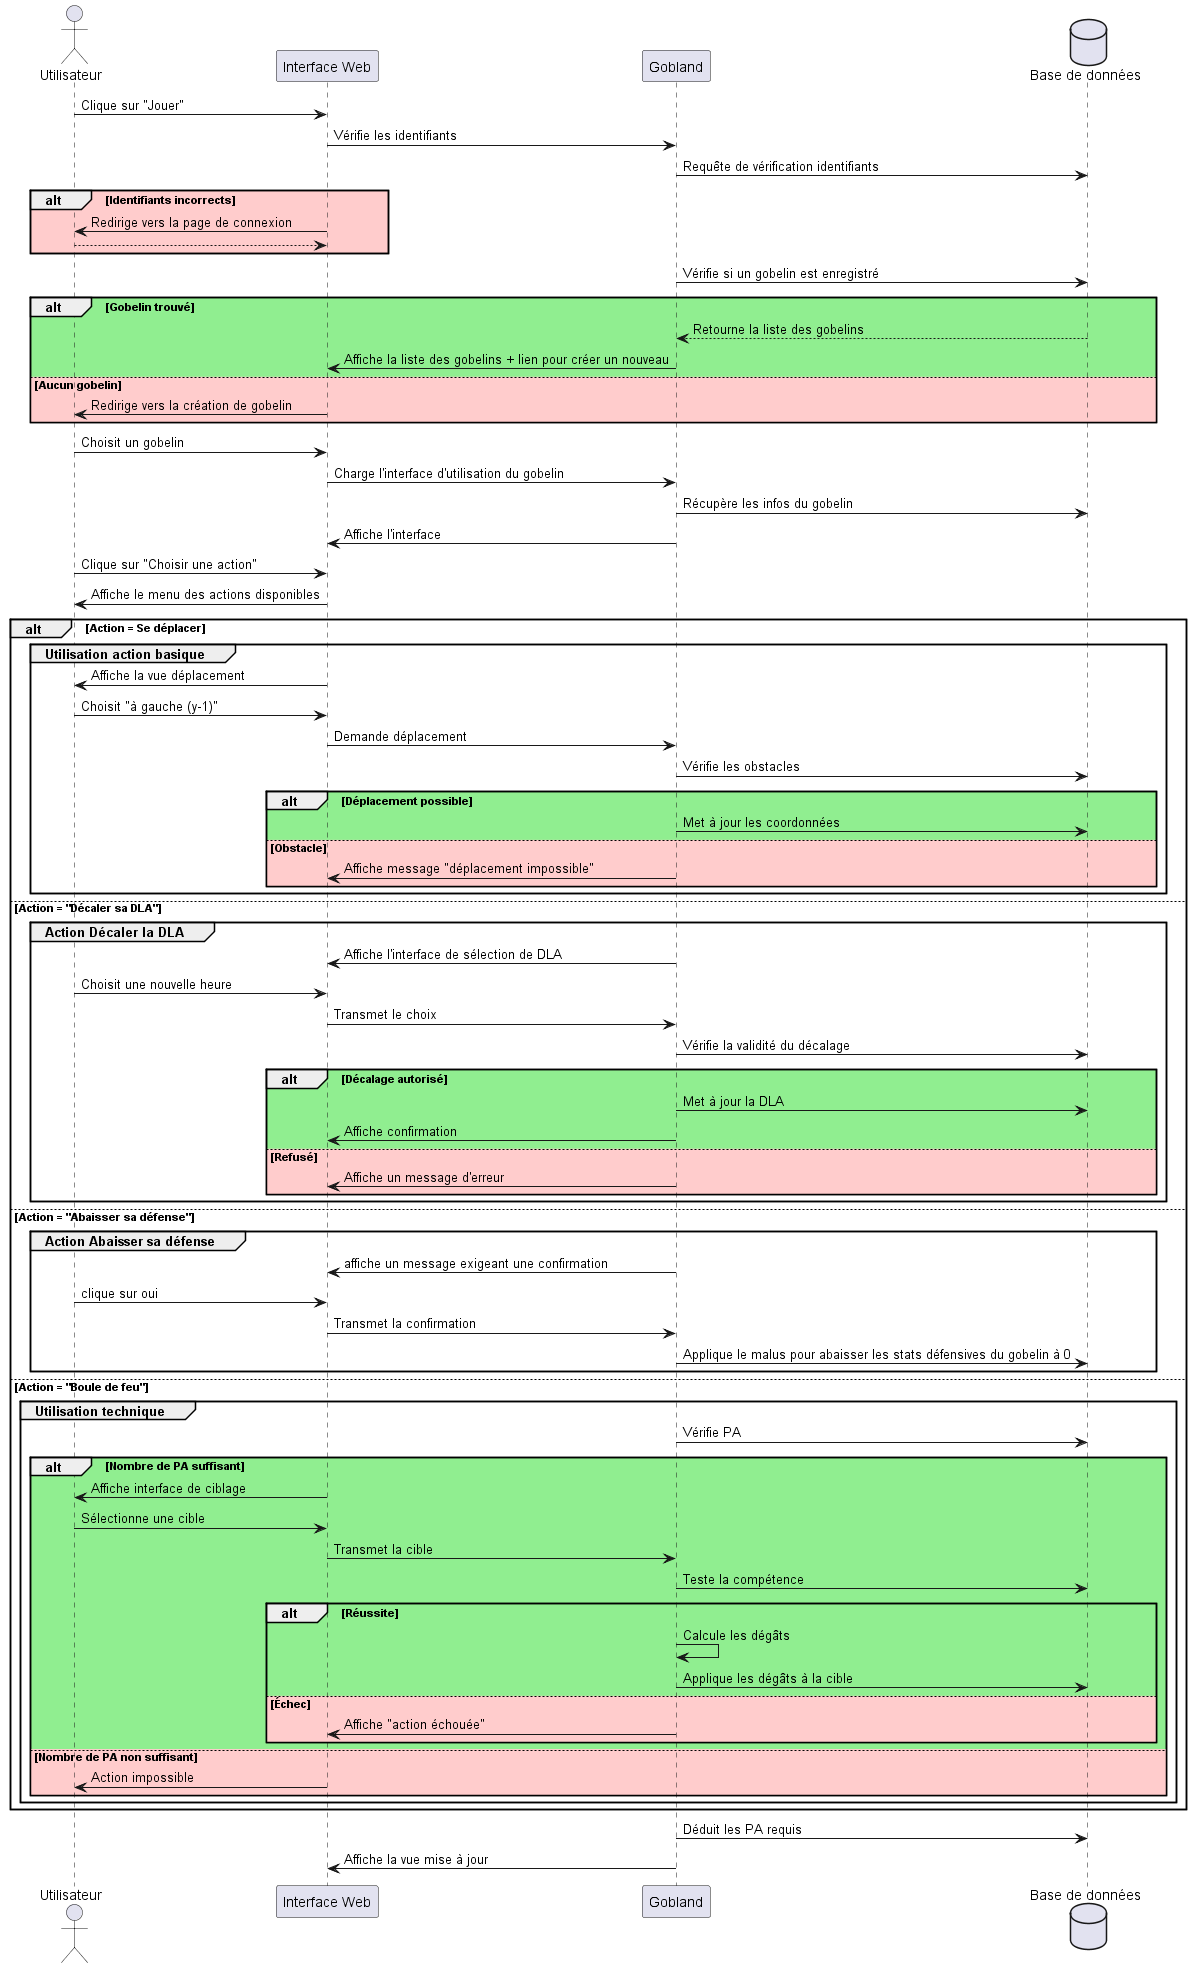 Utilisateur
Interface Web
Gobland
Base de données
Clique sur "Jouer"
Vérifie les identifiants
Requête de vérification identifiants
alt [Identifiants incorrects]
Redirige vers la page de connexion
Vérifie si un gobelin est enregistré
alt [Gobelin trouvé]
Retourne la liste des gobelins
Affiche la liste des gobelins + lien pour créer un nouveau
[Aucun gobelin]
Redirige vers la création de gobelin
Choisit un gobelin
Charge l'interface d'utilisation du gobelin
Récupère les infos du gobelin
Affiche l'interface
Clique sur "Choisir une action"
Affiche le menu des actions disponibles
alt [Action = Se déplacer]
Utilisation action basique
Affiche la vue déplacement
Choisit "à gauche (y-1)"
Demande déplacement
Vérifie les obstacles
alt [Déplacement possible]
Met à jour les coordonnées
[Obstacle]
Affiche message "déplacement impossible"
[Action = "Décaler sa DLA"]
Action Décaler la DLA
Affiche l'interface de sélection de DLA
Choisit une nouvelle heure
Transmet le choix
Vérifie la validité du décalage
alt [Décalage autorisé]
Met à jour la DLA
Affiche confirmation
[Refusé]
Affiche un message d'erreur
[Action = "Abaisser sa défense"]
Action Abaisser sa défense
affiche un message exigeant une confirmation
clique sur oui
Transmet la confirmation
Applique le malus pour abaisser les stats défensives du gobelin à 0
[Action = "Boule de feu"]
Utilisation technique
Vérifie PA
alt [Nombre de PA suffisant]
Affiche interface de ciblage
Sélectionne une cible
Transmet la cible
Teste la compétence
alt [Réussite]
Calcule les dégâts
Applique les dégâts à la cible
[Échec]
Affiche "action échouée"
[Nombre de PA non suffisant]
Action impossible
Déduit les PA requis
Affiche la vue mise à jour
Utilisateur
Interface Web
Gobland
Base de données